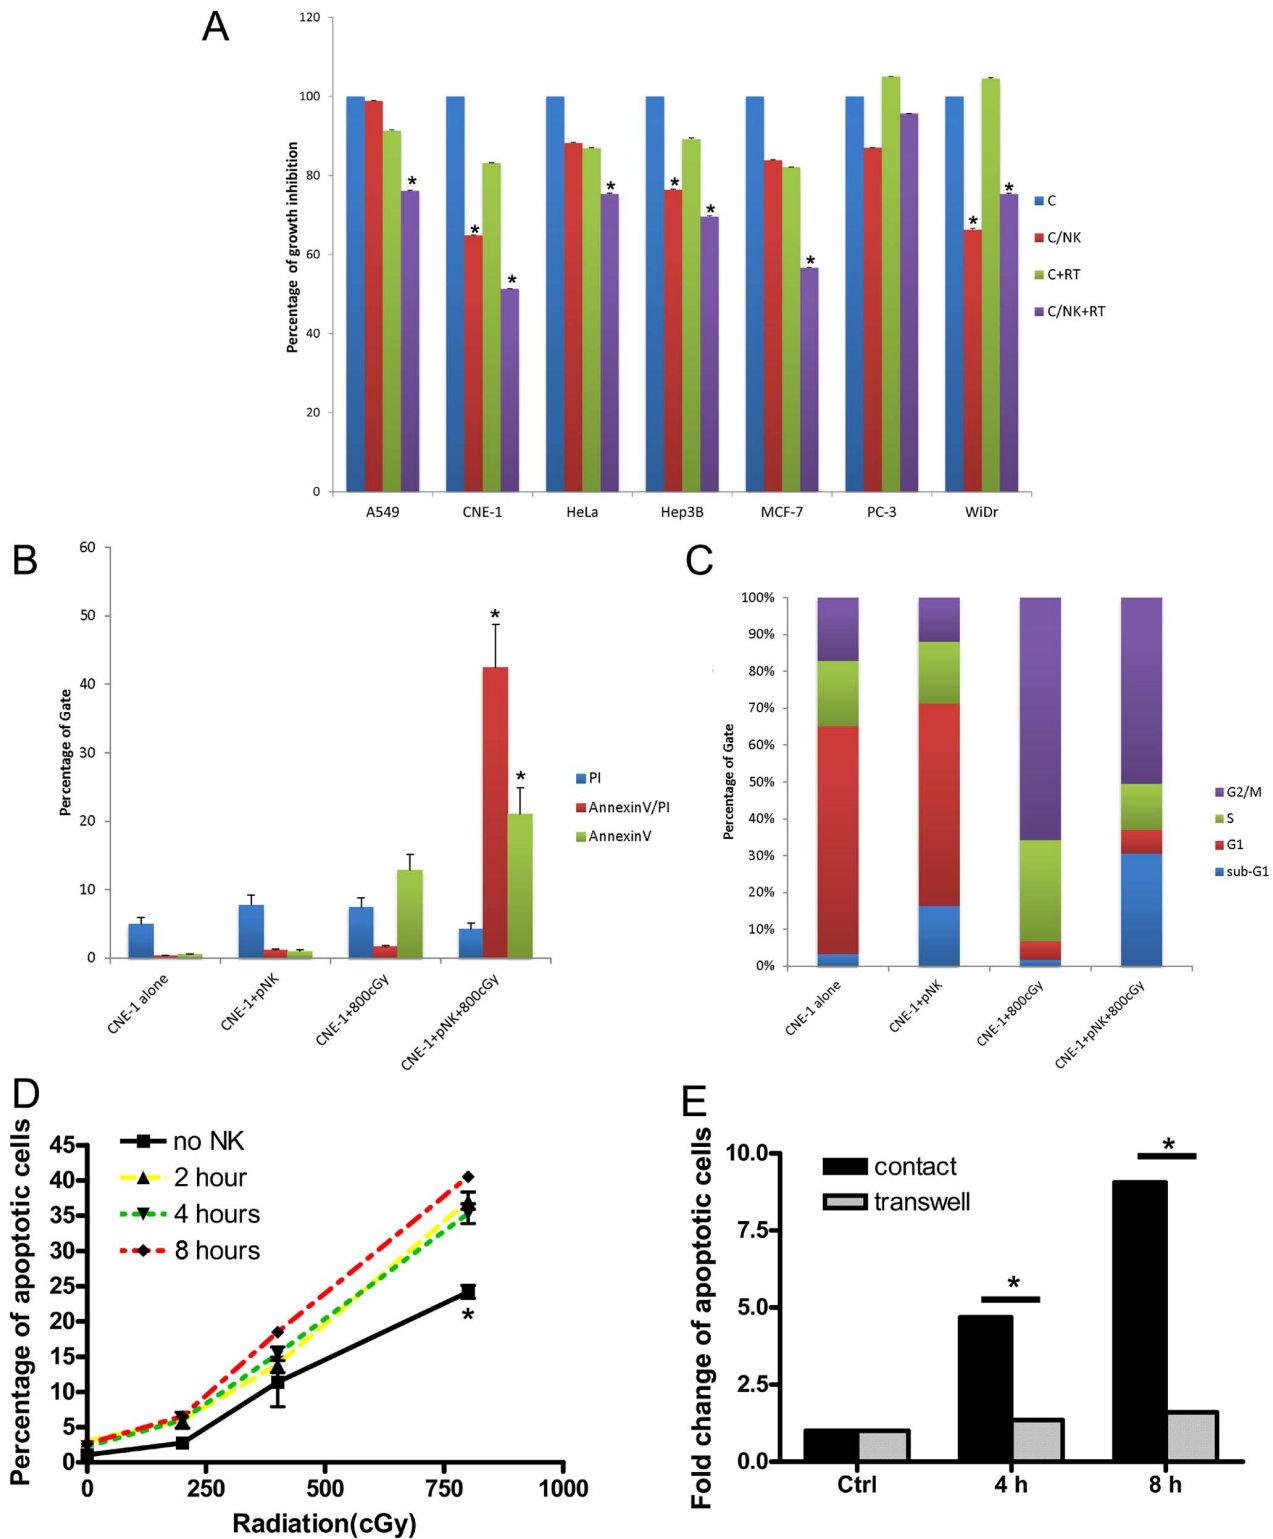 A
120
100
80
60
40
20
0
Percentage of growth inhibition
* * * * * * * * *
A549 CNE-1 HeLa Hep3B MCF-7 PC-3 WiDr
C
C/NK
C+RT
C/NK+RT
B
60
50
40
30
20
10
0
Percentage of Gate
* *
CNE-1 alone CNE-1+pNK CNE-1+800cGy CNE-1+pNK+800cGy
PI
AnnexinV/PI
AnnexinV
C
100%
90%
80%
70%
60%
50%
40%
30%
20%
10%
0%
Percentage of Gate
CNE-1 alone CNE-1+pNK CNE-1+800cGy CNE-1+pNK+800cGy
G2/M
S
G1
sub-G1
D
Percentage of apoptotic cells
45
40
35
30
25
20
15
10
5
0
no NK
2 hour
4 hours
8 hours
*
0 250 500 750 1000
Radiation(cGy)
E
Fold change of apoptotic cells
10.0
7.5
5.0
2.5
0.0
contact
transwell
* *
Ctrl 4 h 8 h